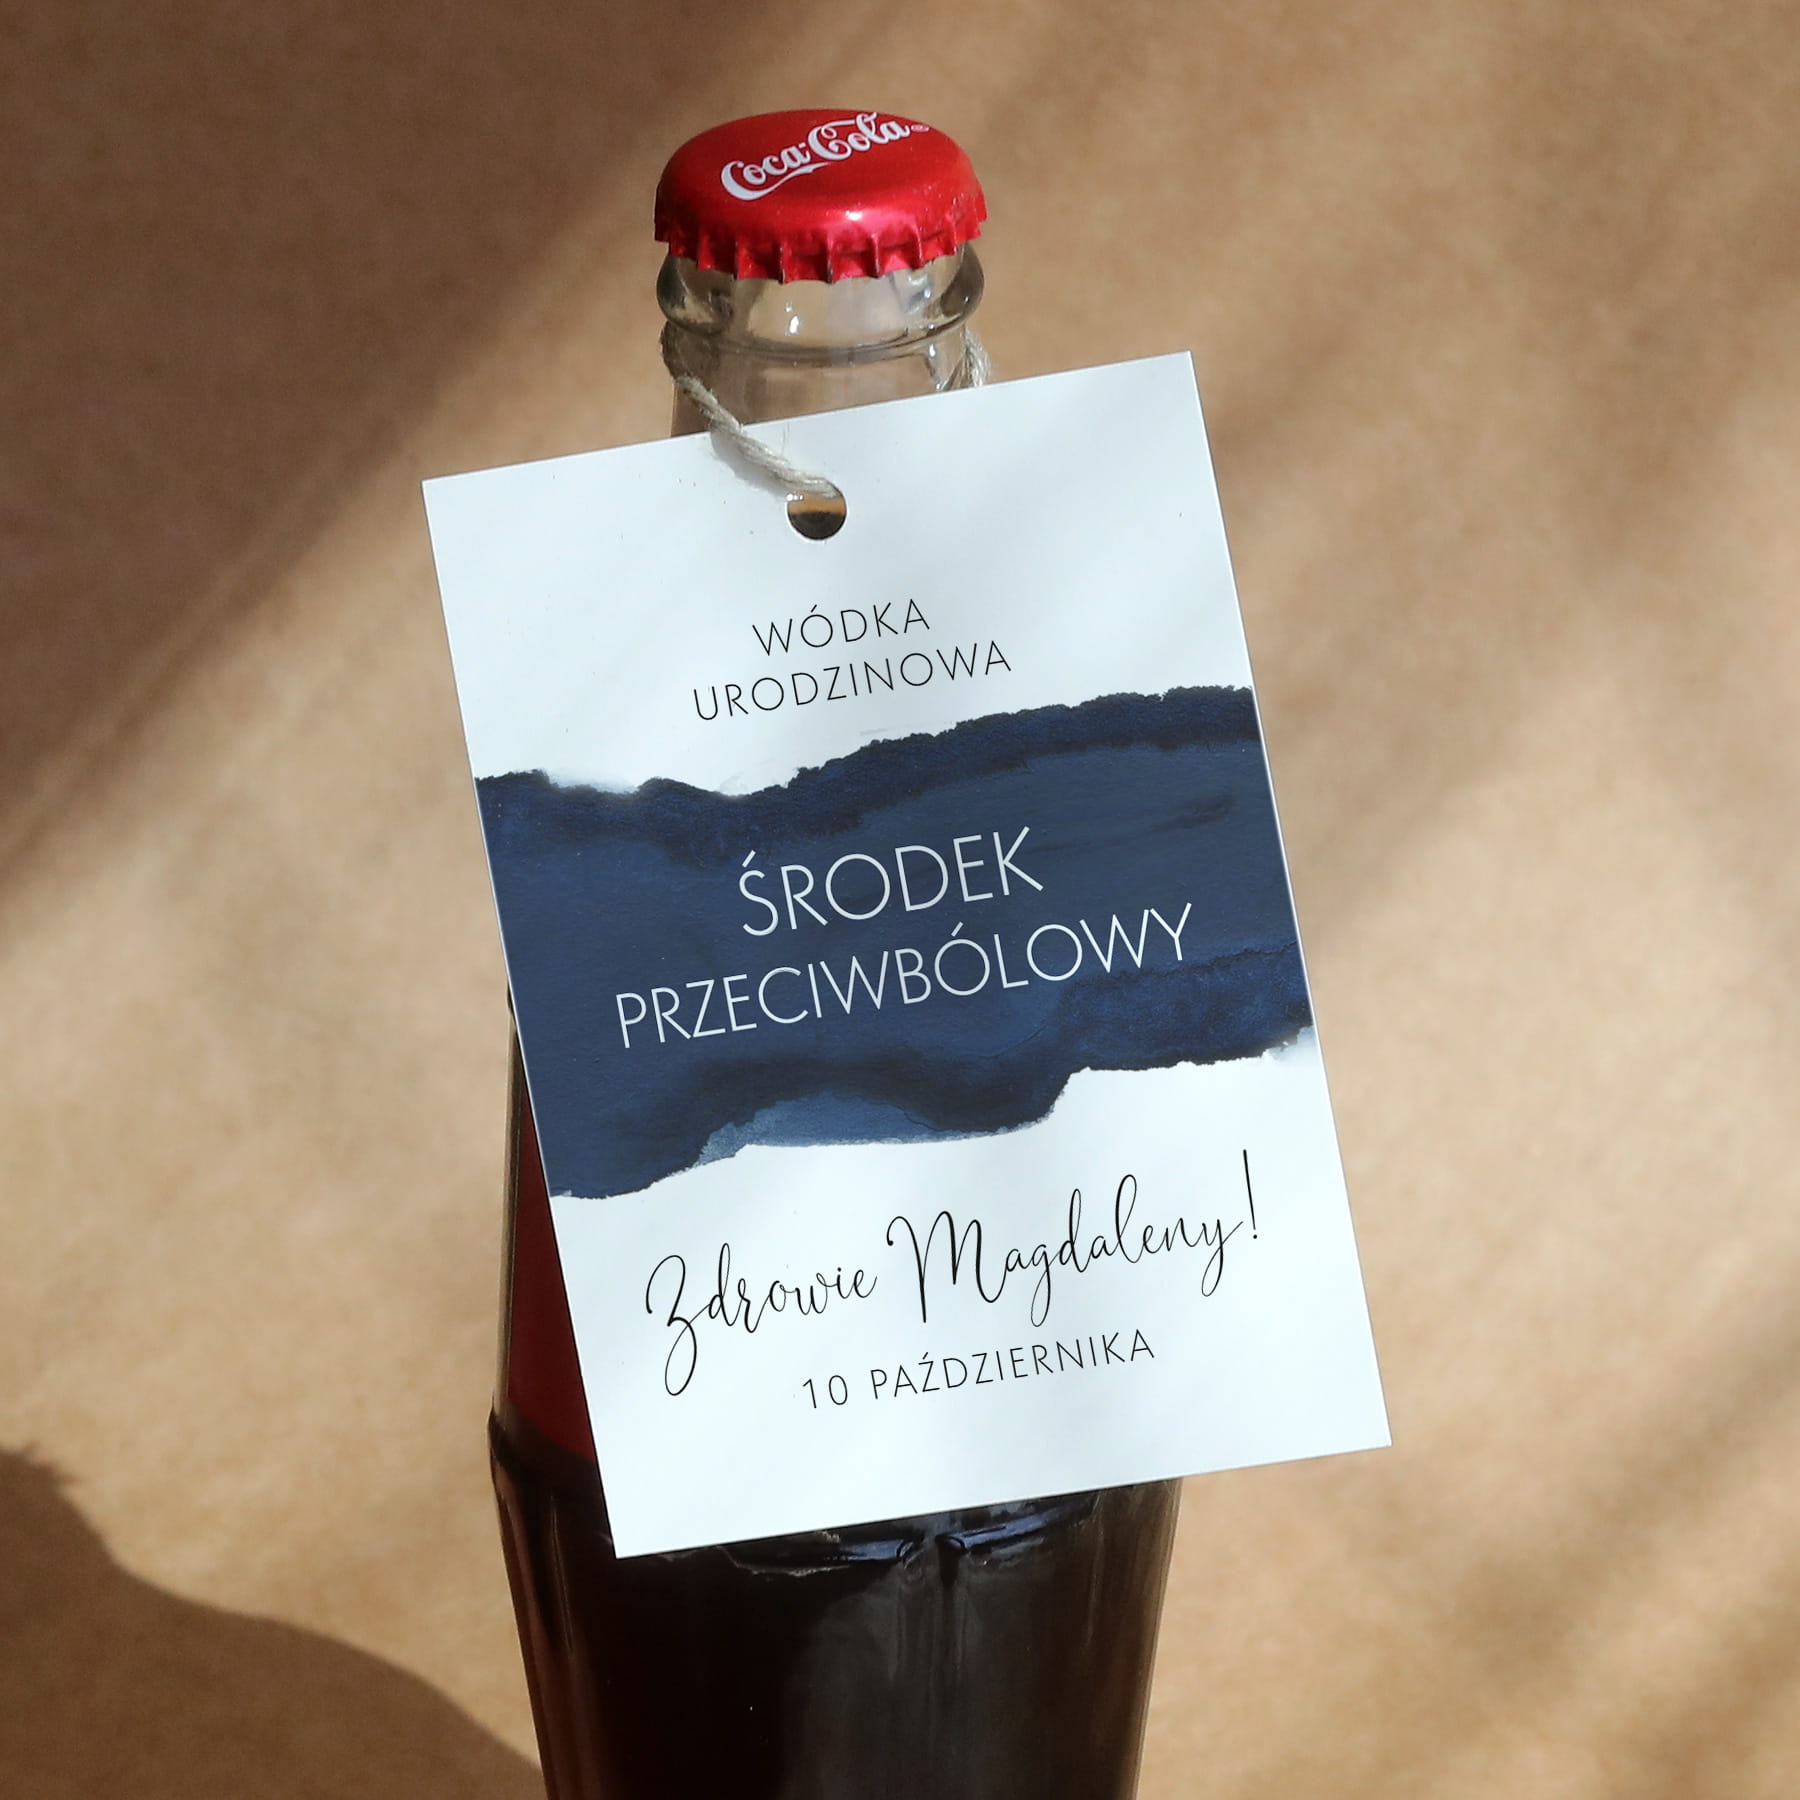 Coca-Cola
WÓDKA
URODZINOWA
ŚRODEK
PRZECIWBÓLOWY
Zdrowie Magdaleny!
10 PAŹDZIERNIKA